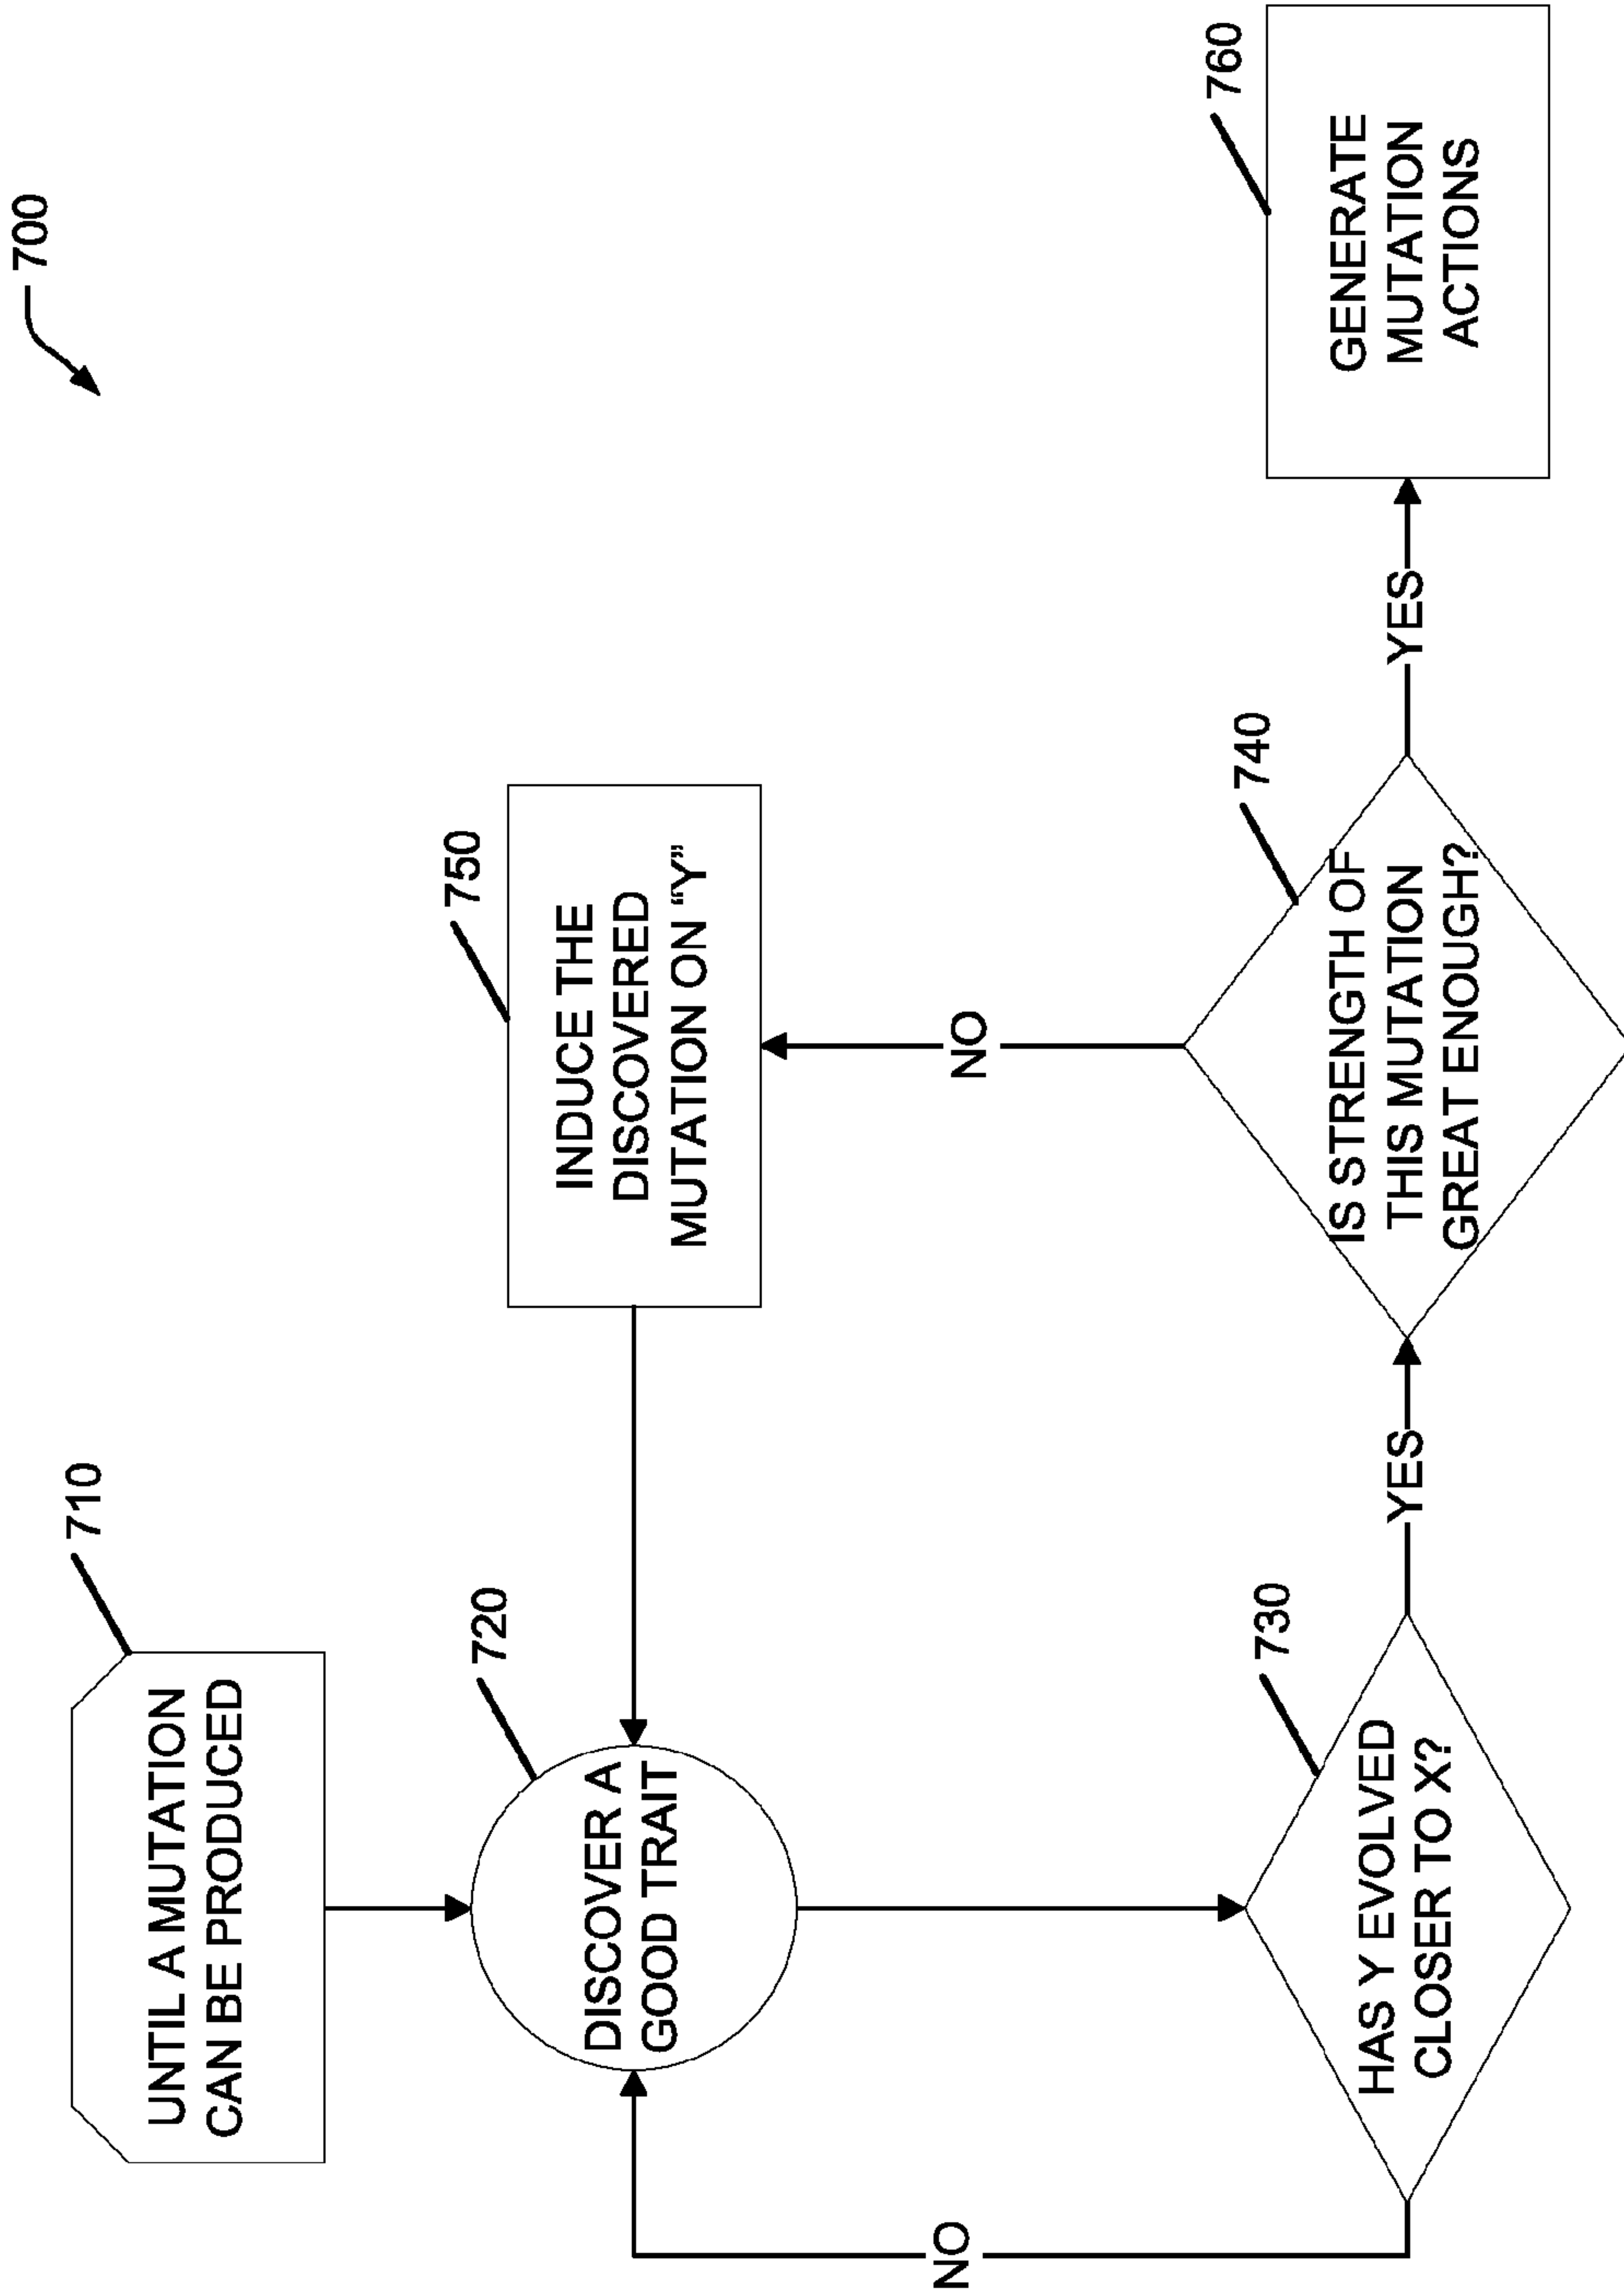 700
710
UNTIL A MUTATION
CAN BE PRODUCED
720
DISCOVER A
GOOD TRAIT
750
INDUCE THE
DISCOVERED
MUTATION ON “Y”
NO
NO
730
HAS Y EVOLVED
CLOSER TO X?
YES
740
IS STRENGTH OF
THIS MUTATION
GREAT ENOUGH?
YES
760
GENERATE
MUTATION
ACTIONS